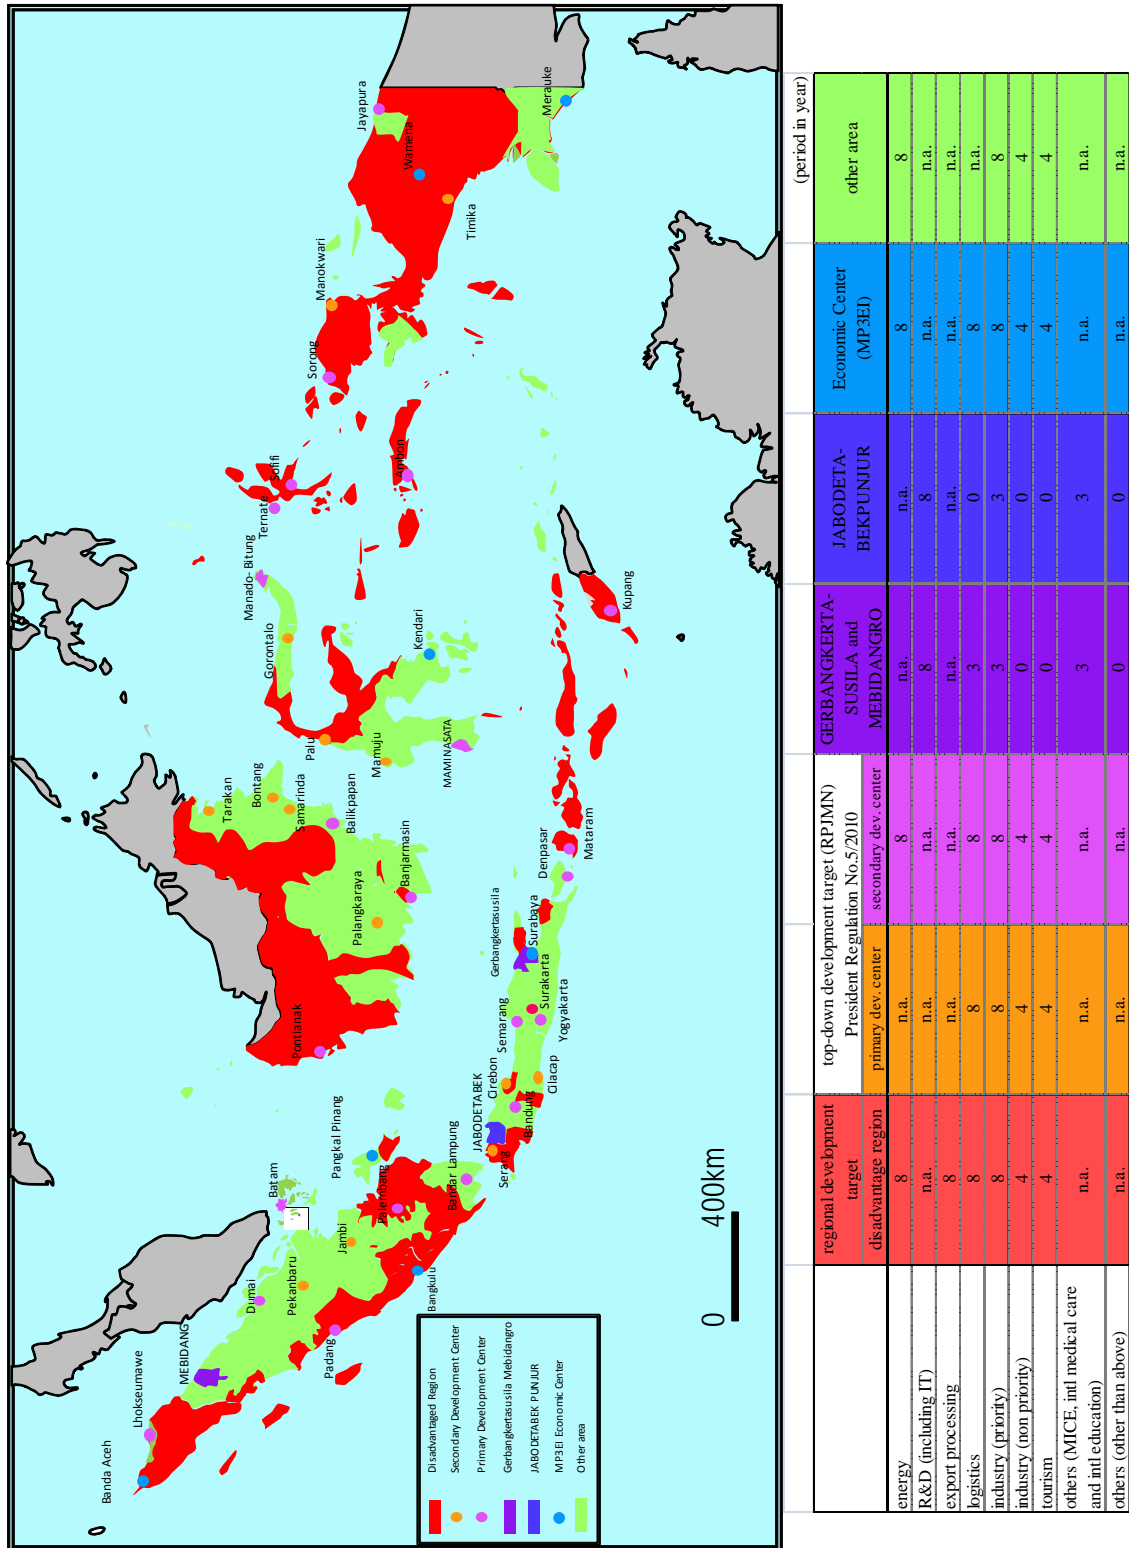 Banda Aceh
Lhokseumawe
MEBIDANG
Dumai
Pekanbaru
Padang
Batam
Jambi
Bangkulu
Palembang
Pangkal Pinang
Bandar Lampung
Serang
JABODETABEK
Bandung
Cirebon
Cilacap
Semarang
Yogyakarta
Surakarta
Gerbangkertasusila
Surabaya
Denpasar
Mataram
Pontianak
Palangkaraya
Banjarmasin
Balikpapan
Samarinda
Bontang
Tarakan
Palu
Mamuju
MAMINASATA
Gorontalo
Kendari
Manado- Bitung
Kupang
Ternate
Sofifi
Ambon
Sorong
Manokwari
Timika
Wamena
Jayapura
Merauke
Disadvantaged Region
Secondary Development Center
Primary Development Center
Gerbangkertasusila Mebidangro
JABODETABEK PUNJUR
MP3EI Economic Center
Other area
0 400km
(period in year)
regional development target
top-down development target (RPJMN) President Regulation No.5/2010
GERBANGKERTA-SUSILA and MEBIDANGRO
JABODETA-BEKPUNJUR
Economic Center (MP3EI)
other area
disadvantage region primary dev. center secondary dev. center
energy 8 n.a. 8 n.a. n.a. 8 8
R&D (including IT) n.a. n.a. n.a. 8 8 n.a. n.a.
export processing 8 n.a. n.a. n.a. n.a. n.a. n.a.
logistics 8 8 8 3 0 8 n.a.
industry (priority) 8 8 8 3 3 8 8
industry (non priority) 4 4 4 0 0 4 4
tourism 4 4 4 0 0 4 4
others (MICE, intl medical care
and intl education) n.a. n.a. n.a. 3 3 n.a. n.a.
others (other than above) n.a. n.a. n.a. 0 0 n.a. n.a.